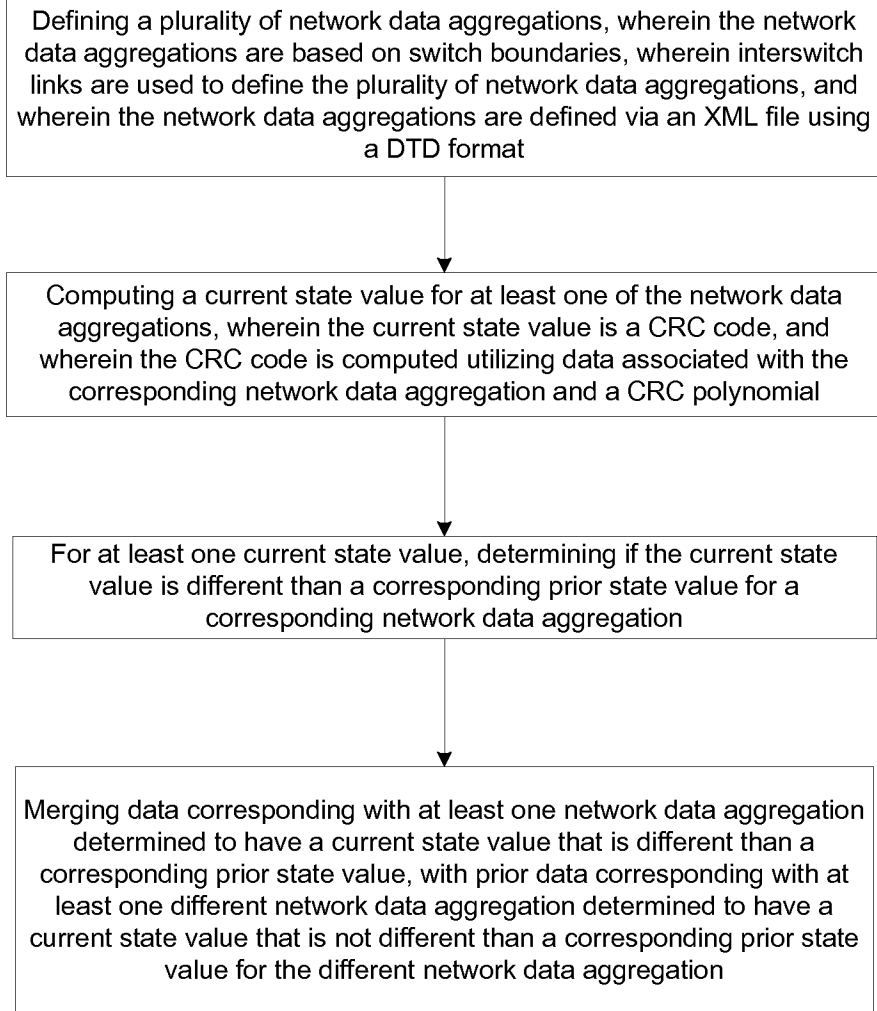 Defining a plurality of network data aggregations, wherein the network
data aggregations are based on switch boundaries, wherein interswitch
links are used to define the plurality of network data aggregations, and
wherein the network data aggregations are defined via an XML file using
a DTD format
Computing a current state value for at least one of the network data
aggregations, wherein the current state value is a CRC code, and
wherein the CRC code is computed utilizing data associated with the
corresponding network data aggregation and a CRC polynomial
For at least one current state value, determining if the current state
value is different than a corresponding prior state value for a
corresponding network data aggregation
Merging data corresponding with at least one network data aggregation
determined to have a current state value that is different than a
corresponding prior state value, with prior data corresponding with at
least one different network data aggregation determined to have a
current state value that is not different than a corresponding prior state
value for the different network data aggregation